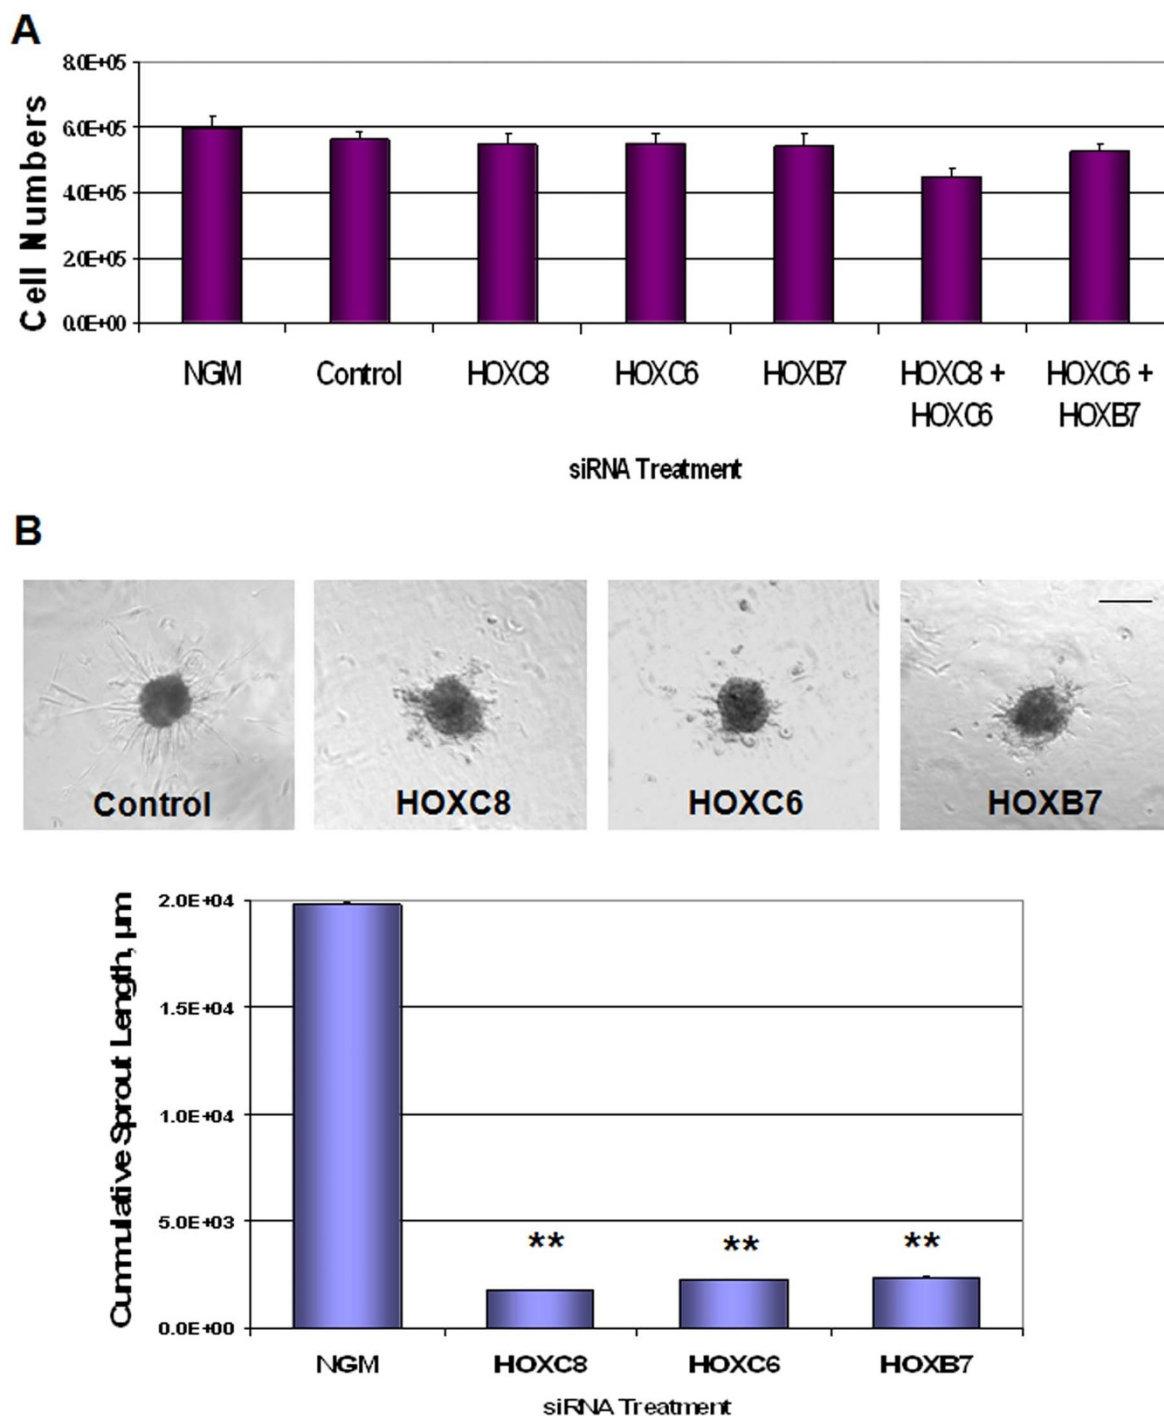 A
Cell Numbers
8.0E+05
6.0E+05
4.0E+05
2.0E+05
0.0E+00
NGM Control HOXC8 HOXC6 HOXB7 HOXC8 + HOXC6 +
HOXC6 HOXB7
siRNA Treatment
B
Control HOXC8 HOXC6 HOXB7
Cummulative Sprout Length, µm
2.0E+04
1.5E+04
1.0E+04
5.0E+03
0.0E+00
** ** **
NGM HOXC8 HOXC6 HOXB7
siRNA Treatment